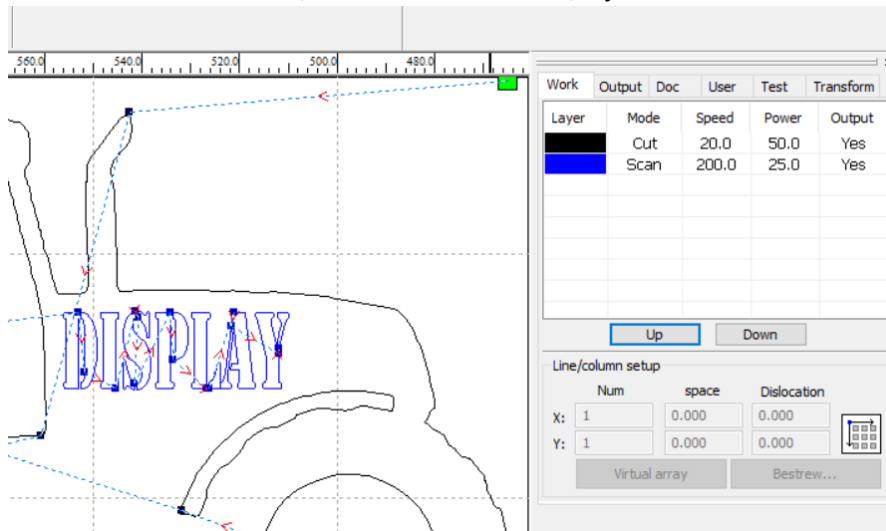 560.0 540.0 520.0 500.0 480.0
Work Output Doc User Test Transform
Layer Mode Speed Power Output
Cut 20.0 50.0 Yes
Scan 200.0 25.0 Yes
DISPLAY
Up Down
Line/column setup
Num space Dislocation
X: 1 0.000 0.000
Y: 1 0.000 0.000
Virtual array Bestrew...